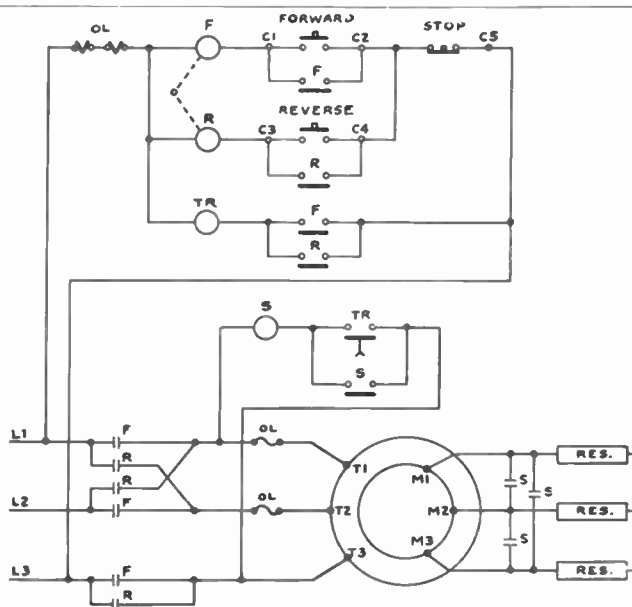 OL F C1 FORWARD C2 STOP C5
F
REVERSE
R C3 C4
R
TR F
R
S TR
S
L1 F OL
R T1 M1 RES.
R S S
L2 F OL T2 M2 RES.
T3 M3 S
L3 F RES.
R